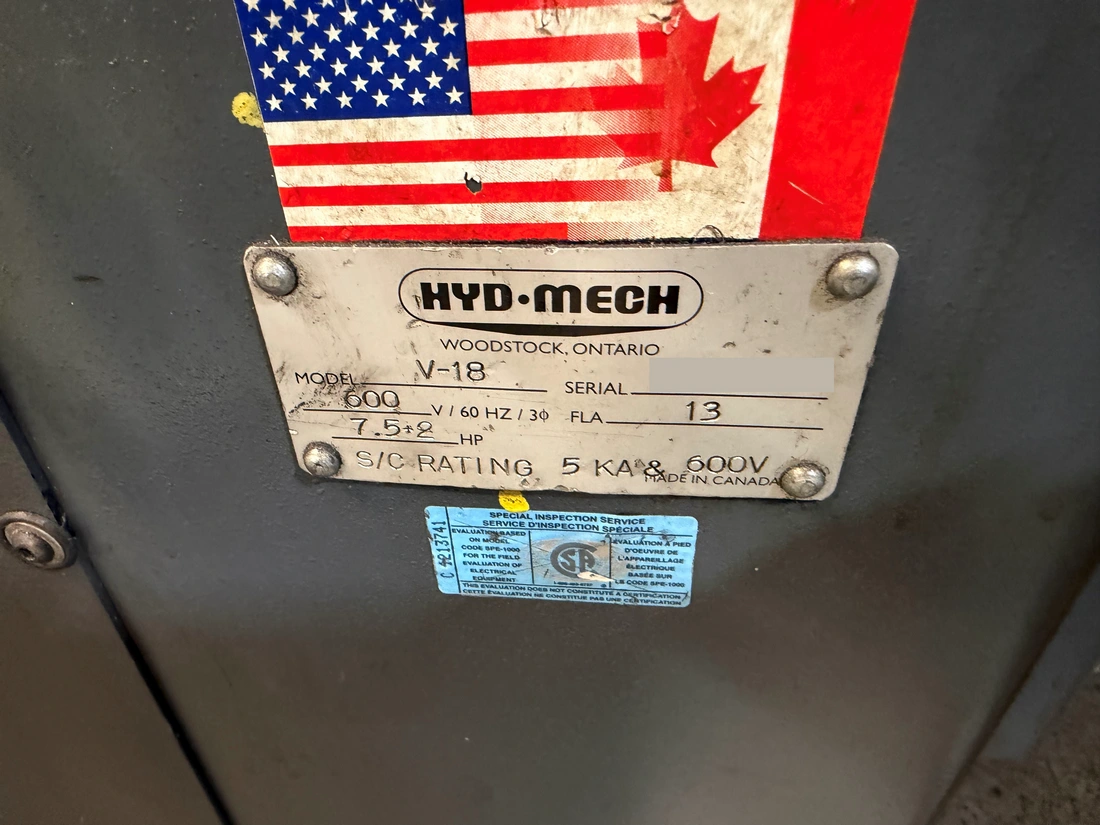 HYD·MECH
WOODSTOCK, ONTARIO
MODEL V-18 SERIAL
600 V / 60 HZ / 3ϕ FLA 13
7.5+2 HP
S/C RATING 5 KA & 600V
MADE IN CANADA
SPECIAL INSPECTION SERVICE
SERVICE D'INSPECTION SPÉCIALE
C 4213741
EVALUATION BASED
ON MODEL
CODE SPE-1000
FOR THE FIELD
EVALUATION OF
ELECTRICAL
EQUIPMENT
CSA
ÉVALUATION À PIED
D'OEUVRE DE
L'APPAREILLAGE
ÉLECTRIQUE
BASÉE SUR
LE CODE SPE-1000
THIS EVALUATION DOES NOT CONSTITUTE A CERTIFICATION
CETTE ÉVALUATION NE CONSTITUE PAS UNE CERTIFICATION